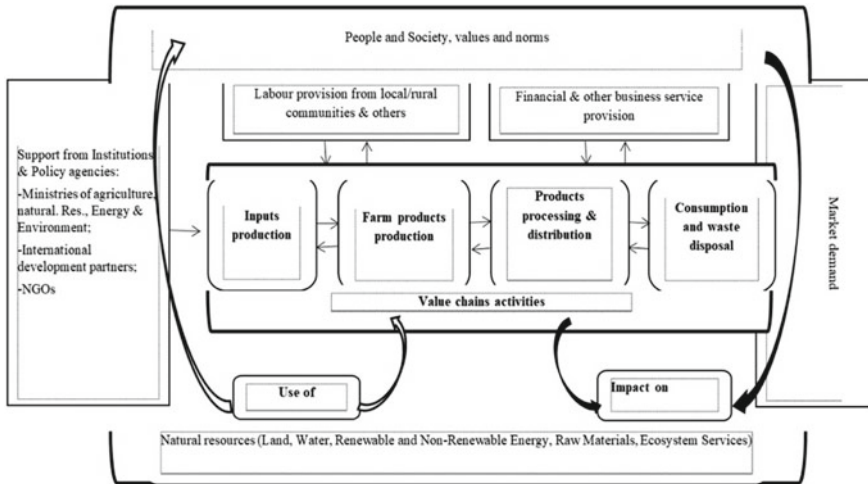 People and Society, values and norms
Labour provision from local/rural
communities & others
Financial & other business service
provision
Support from Institutions
& Policy agencies:
-Ministries of agriculture,
natural. Res., Energy &
Environment;
-International
development partners;
-NGOs
Inputs
production
Farm products
production
Products
processing &
distribution
Consumption
and waste
disposal
Market demand
Value chains activities
Use of
Impact on
Natural resources (Land, Water, Renewable and Non-Renewable Energy, Raw Materials, Ecosystem Services)